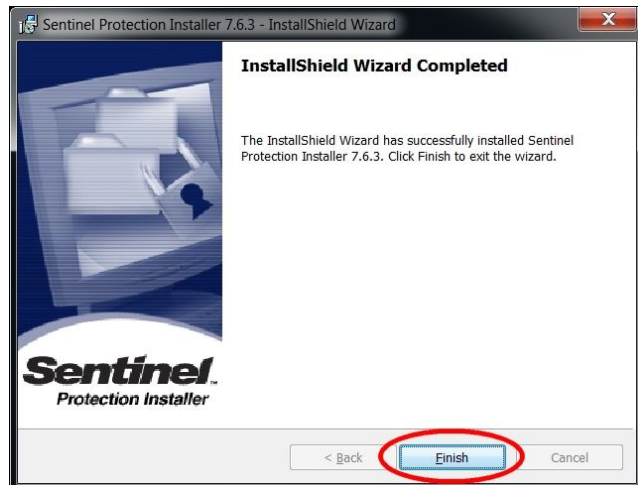 Sentinel Protection Installer 7.6.3 - InstallShield Wizard
InstallShield Wizard Completed
The InstallShield Wizard has successfully installed Sentinel
Protection Installer 7.6.3. Click Finish to exit the wizard.
Sentinel
Protection Installer
< Back
Finish
Cancel